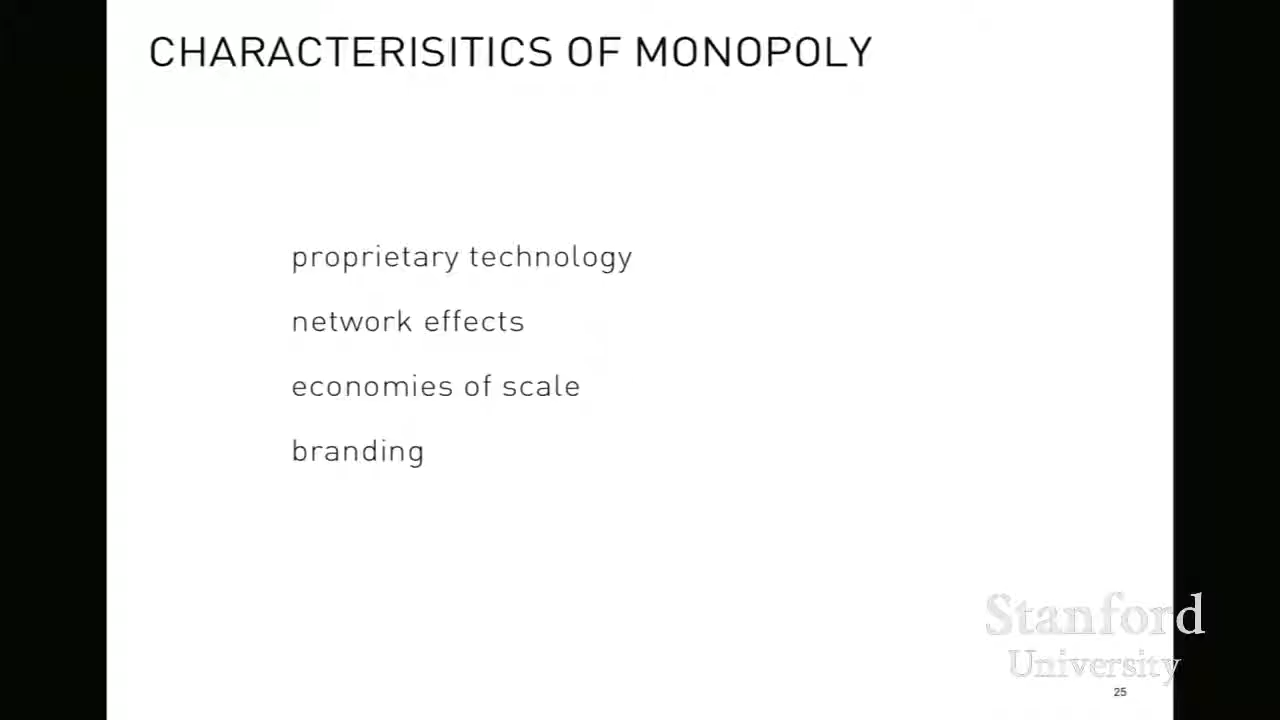 CHARACTERISITICS OF MONOPOLY
proprietary technology
network effects
economies of scale
branding
Stanford
University
25